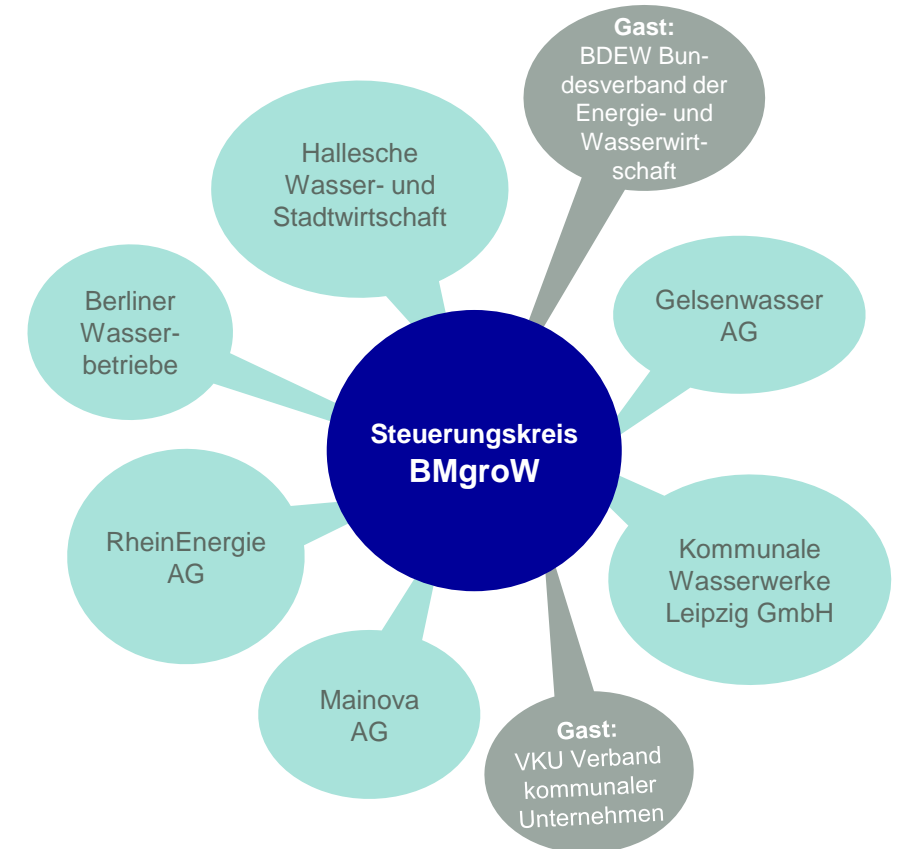 Gast:
BDEW Bun-
desverband der
Energie- und
Wasserwirt-
schaft
Hallesche
Wasser- und
Stadtwirtschaft
Gelsenwasser
AG
Berliner
Wasser-
betriebe
Steuerungskreis
BMgroW
RheinEnergie
AG
Kommunale
Wasserwerke
Leipzig GmbH
Mainova
AG
Gast:
VKU Verband
kommunaler
Unternehmen